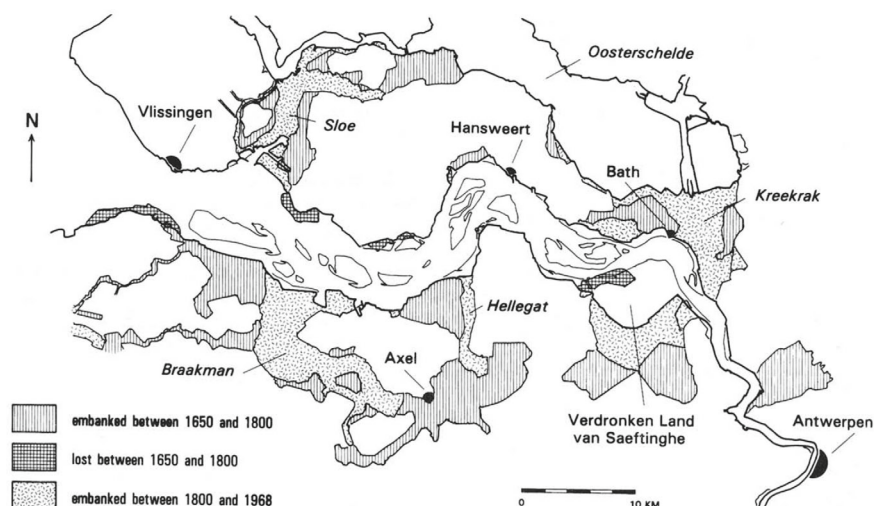 Oosterschelde
Vlissingen
N
Sloe
Hansweert
Bath
Kreekrak
Hellegat
Braakman
Axel
embanked between 1650 and 1800
Verdronken Land
van Saeftinghe
Antwerpen
lost between 1650 and 1800
embanked between 1800 and 1968
0 10 KM